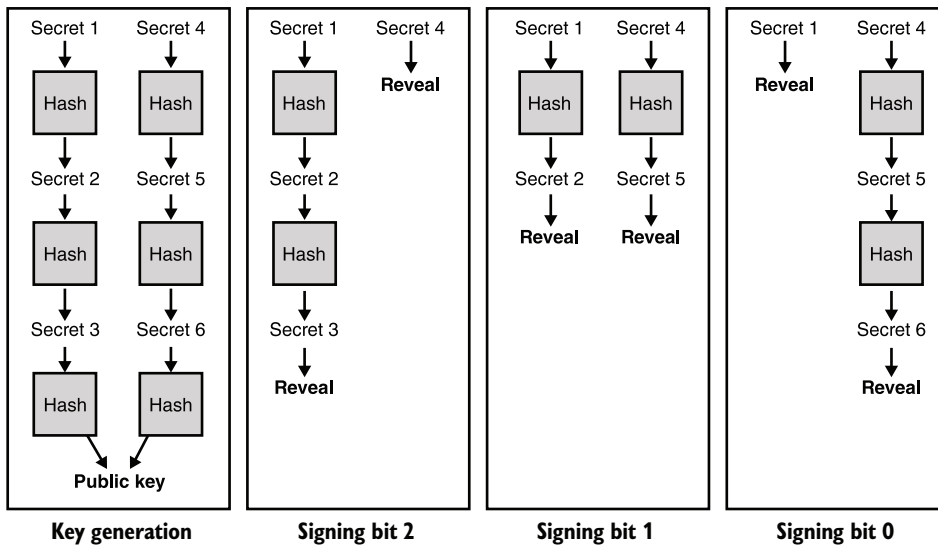 Secret 1
Secret 4
Hash
Hash
Secret 2
Secret 5
Hash
Hash
Secret 3
Secret 6
Hash
Hash
Public key
Key generation
Secret 1
Secret 4
Hash
Reveal
Secret 2
Hash
Secret 3
Reveal
Signing bit 2
Secret 1
Secret 4
Hash
Hash
Secret 2
Secret 5
Reveal
Reveal
Signing bit 1
Secret 1
Secret 4
Reveal
Hash
Secret 5
Hash
Secret 6
Reveal
Signing bit 0